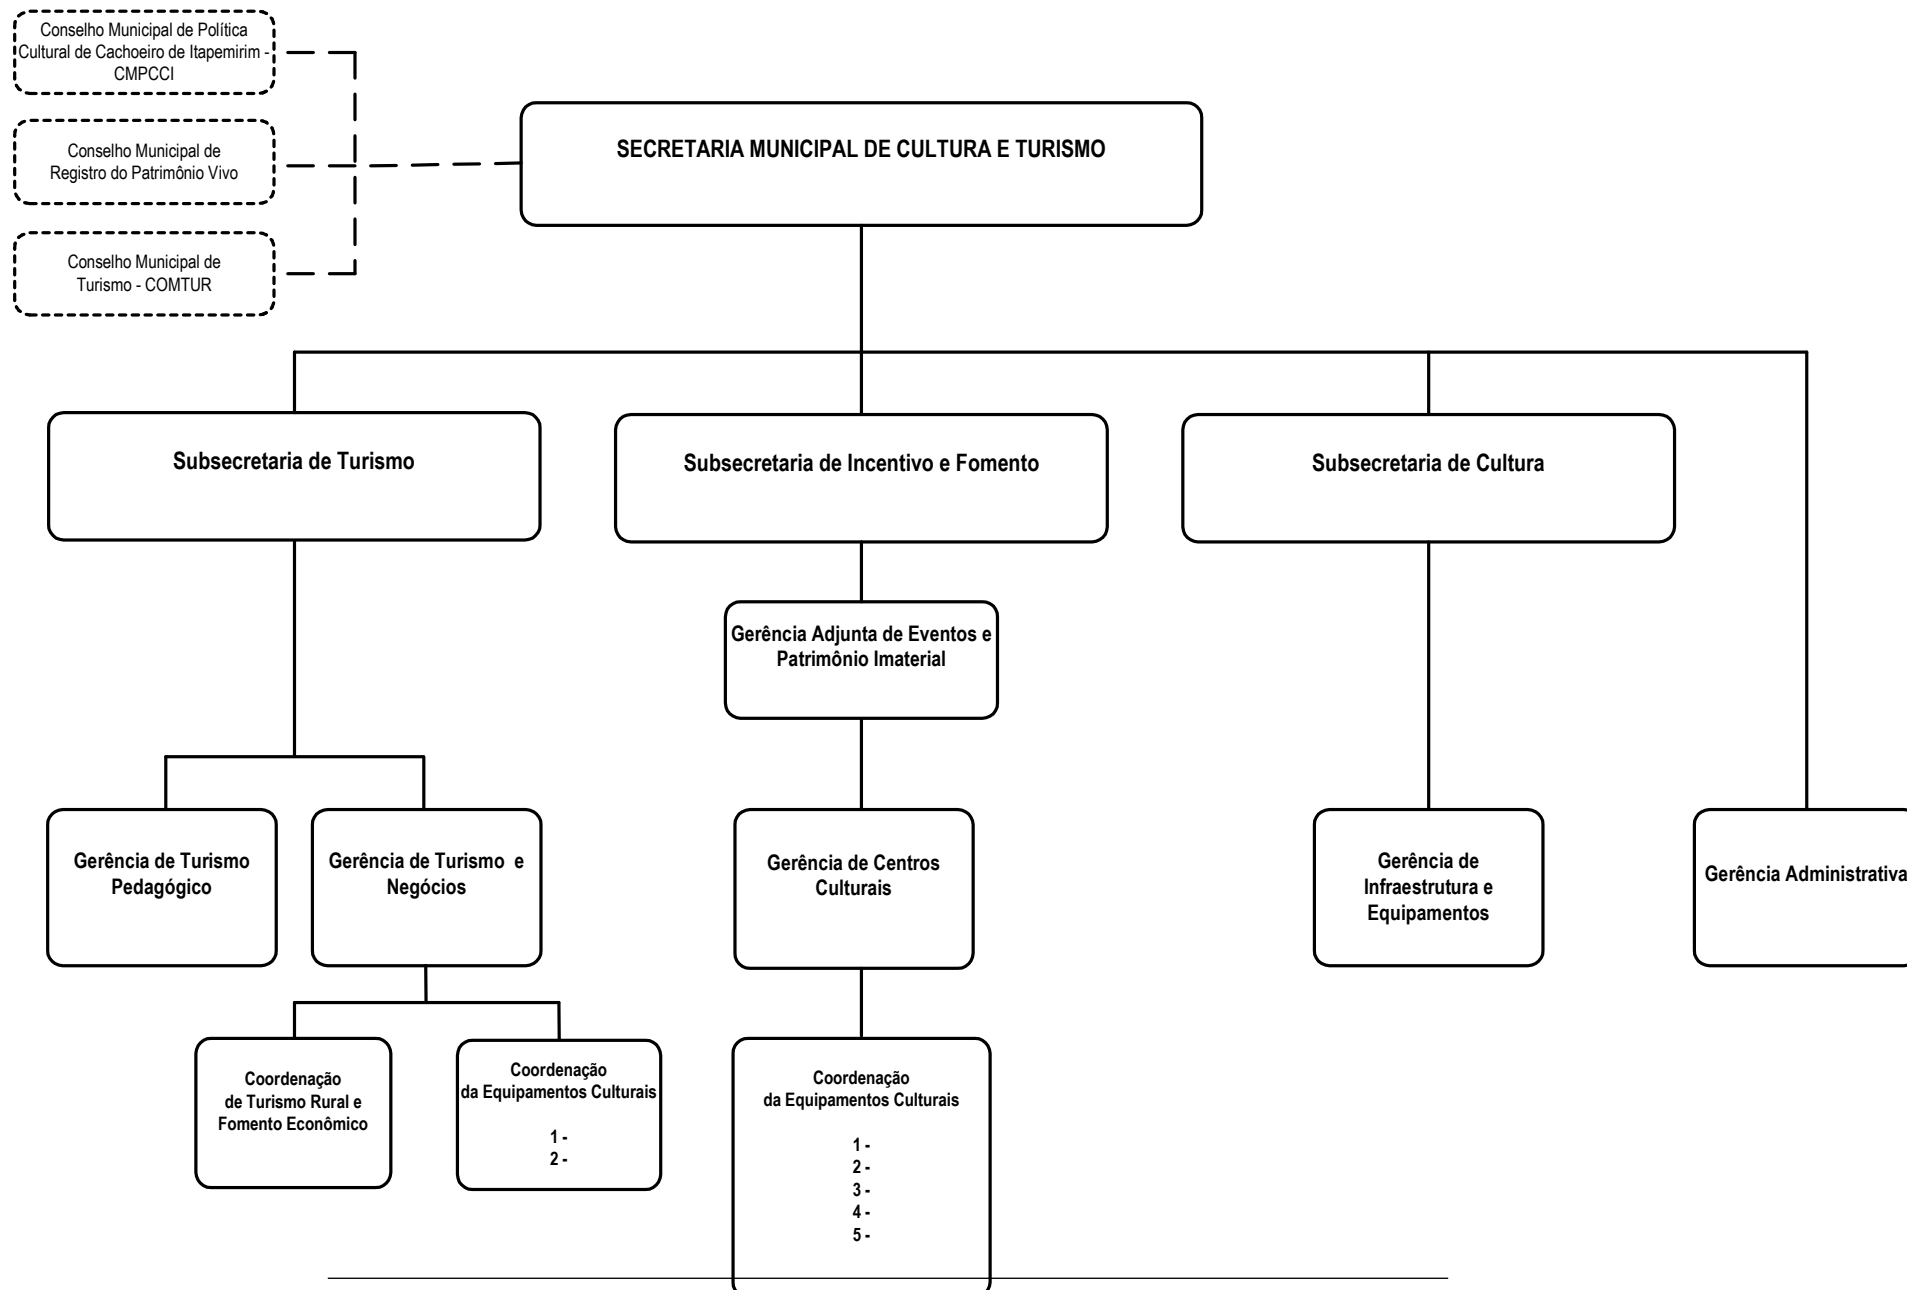 Conselho Municipal de Política
Cultural de Cachoeiro de Itapemirim -
CMPCCI
Conselho Municipal de
Registro do Patrimônio Vivo
Conselho Municipal de
Turismo - COMTUR
SECRETARIA MUNICIPAL DE CULTURA E TURISMO
Subsecretaria de Turismo
Subsecretaria de Incentivo e Fomento
Subsecretaria de Cultura
Gerência Adjunta de Eventos e
Patrimônio Imaterial
Gerência de Turismo
Pedagógico
Gerência de Turismo e
Negócios
Gerência de Centros
Culturais
Gerência de
Infraestrutura e
Equipamentos
Gerência Administrativa
Coordenação
de Turismo Rural e
Fomento Econômico
Coordenação
da Equipamentos Culturais
1 -
2 -
Coordenação
da Equipamentos Culturais
1 -
2 -
3 -
4 -
5 -